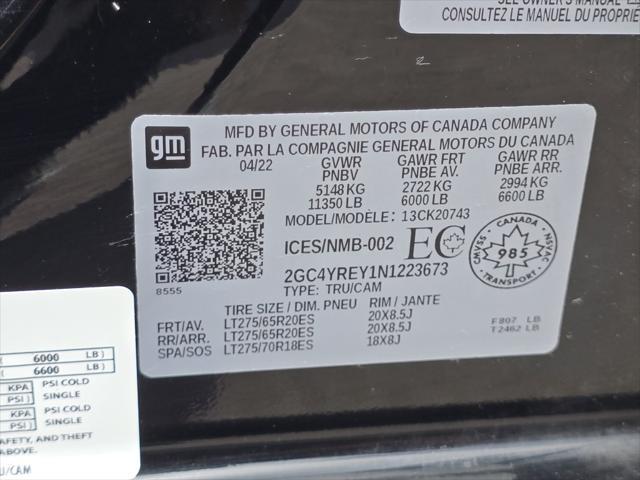 SEE OWNER'S MANUAL
CONSULTEZ LE MANUEL DU PROPRIÉ
gm
MFD BY GENERAL MOTORS OF CANADA COMPANY
FAB. PAR LA COMPAGNIE GENERAL MOTORS DU CANADA
04/22 GVWR GAWR FRT GAWR RR
PNBV PNBE AV. PNBE ARR.
5148 KG 2722 KG 2994 KG
11350 LB 6000 LB 6600 LB
MODEL/MODÈLE: 13CK20743
ICES/NMB-002 EC
CANADA
985
CMVSS NSVAC
2GC4YREY1N1223673
8555
TYPE: TRU/CAM
TIRE SIZE / DIM. PNEU RIM / JANTE
FRT/AV. LT275/65R20ES 20X8.5J
RR/ARR. LT275/65R20ES 20X8.5J
SPA/SOS LT275/70R18ES 18X8J
F807 LB
T2462 LB
( 6000 LB)
( 6600 LB)
KPA PSI COLD
PSI) SINGLE
KPA PSI COLD
PSI) SINGLE
AFETY, AND THEFT
ABOVE.
U/CAM